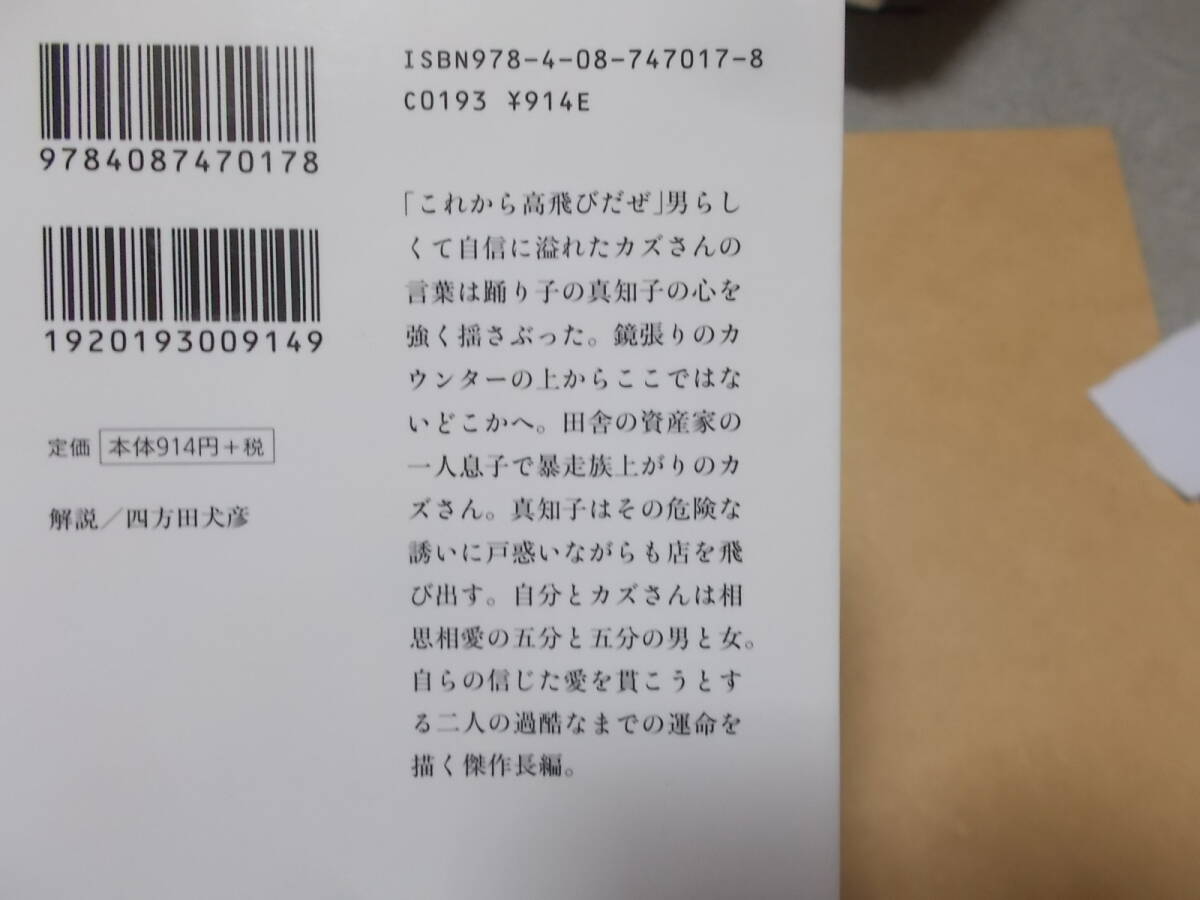 9784087470178
1920193009149
定価 本体914円+税
解説/四方田犬彦
ISBN978-4-08-747017-8
C0193 ¥914E
「これから高飛びだぜ」男らし
くて自信に溢れたカズさんの
言葉は踊り子の真知子の心を
強く揺さぶった。鏡張りのカ
ウンターの上からここではな
いどこかへ。田舎の資産家の
一人息子で暴走族上がりのカ
ズさん。真知子はその危険な
誘いに戸惑いながらも店を飛
び出す。自分とカズさんは相
思相愛の五分と五分の男と女。
自らの信じた愛を貫こうとす
る二人の過酷なまでの運命を
描く傑作長編。